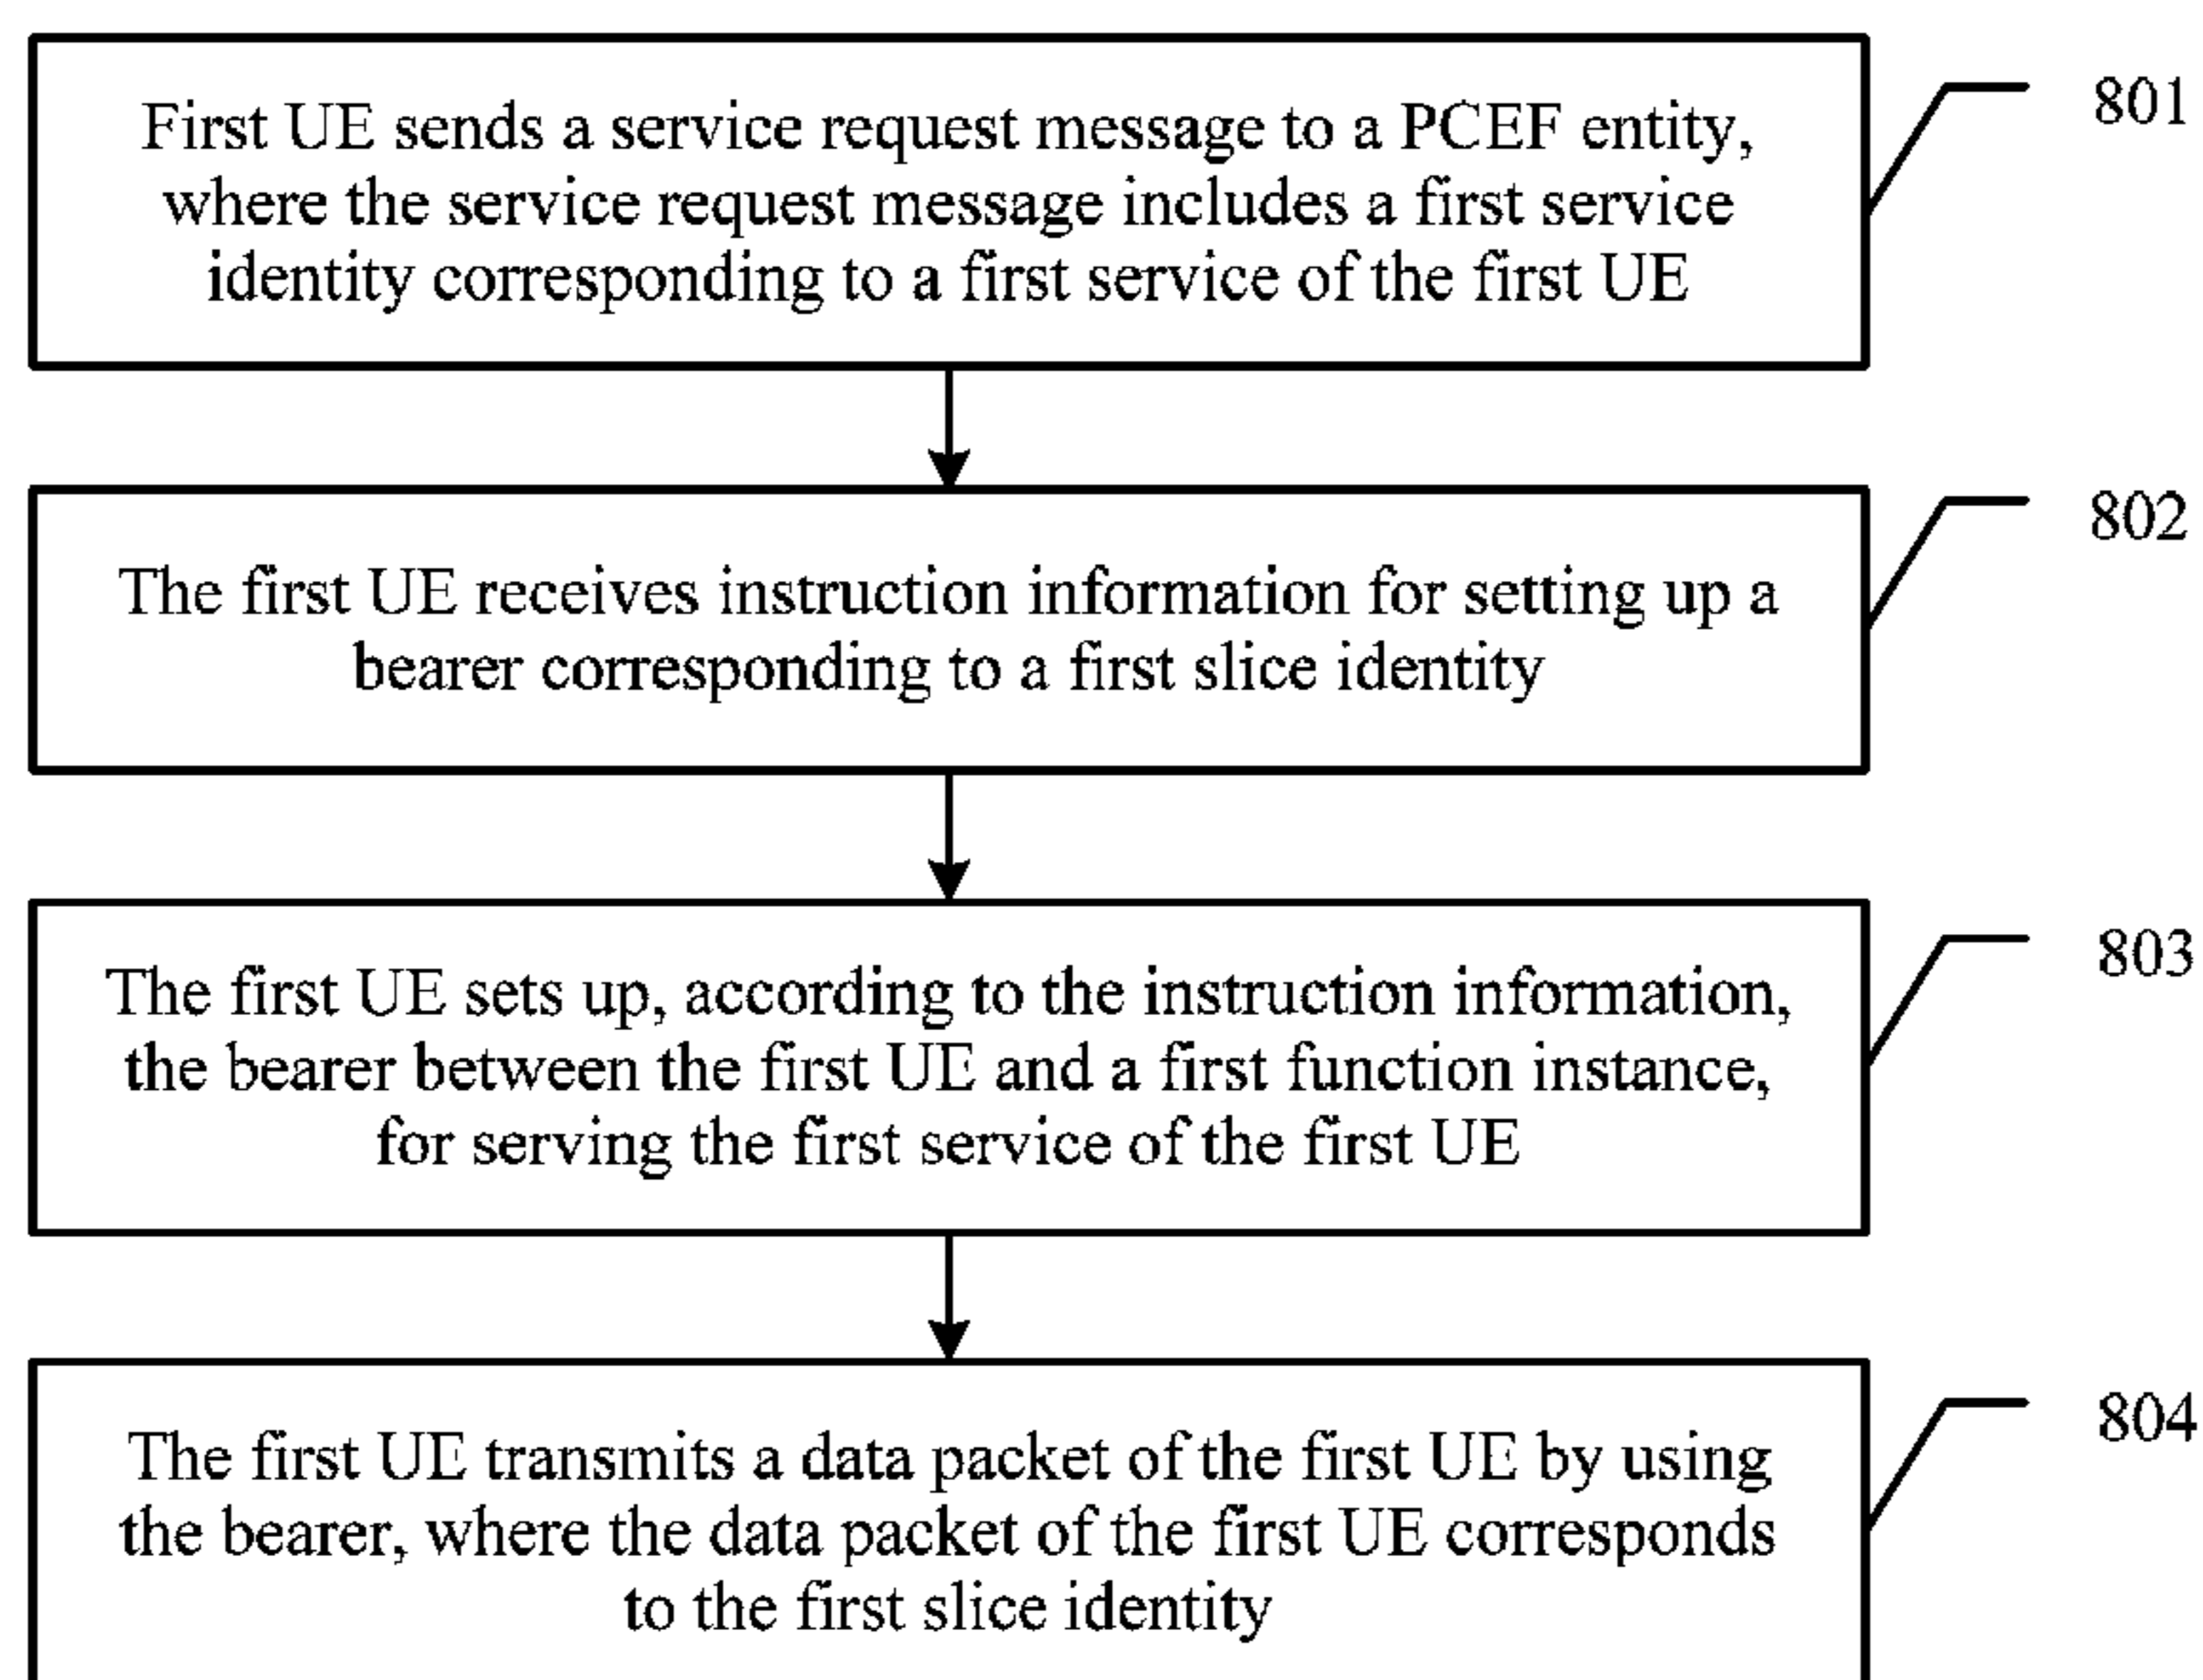 First UE sends a service request message to a PCEF entity,
where the service request message includes a first service
identity corresponding to a first service of the first UE
801
The first UE receives instruction information for setting up a
bearer corresponding to a first slice identity
802
The first UE sets up, according to the instruction information,
the bearer between the first UE and a first function instance,
for serving the first service of the first UE
803
The first UE transmits a data packet of the first UE by using
the bearer, where the data packet of the first UE corresponds
to the first slice identity
804